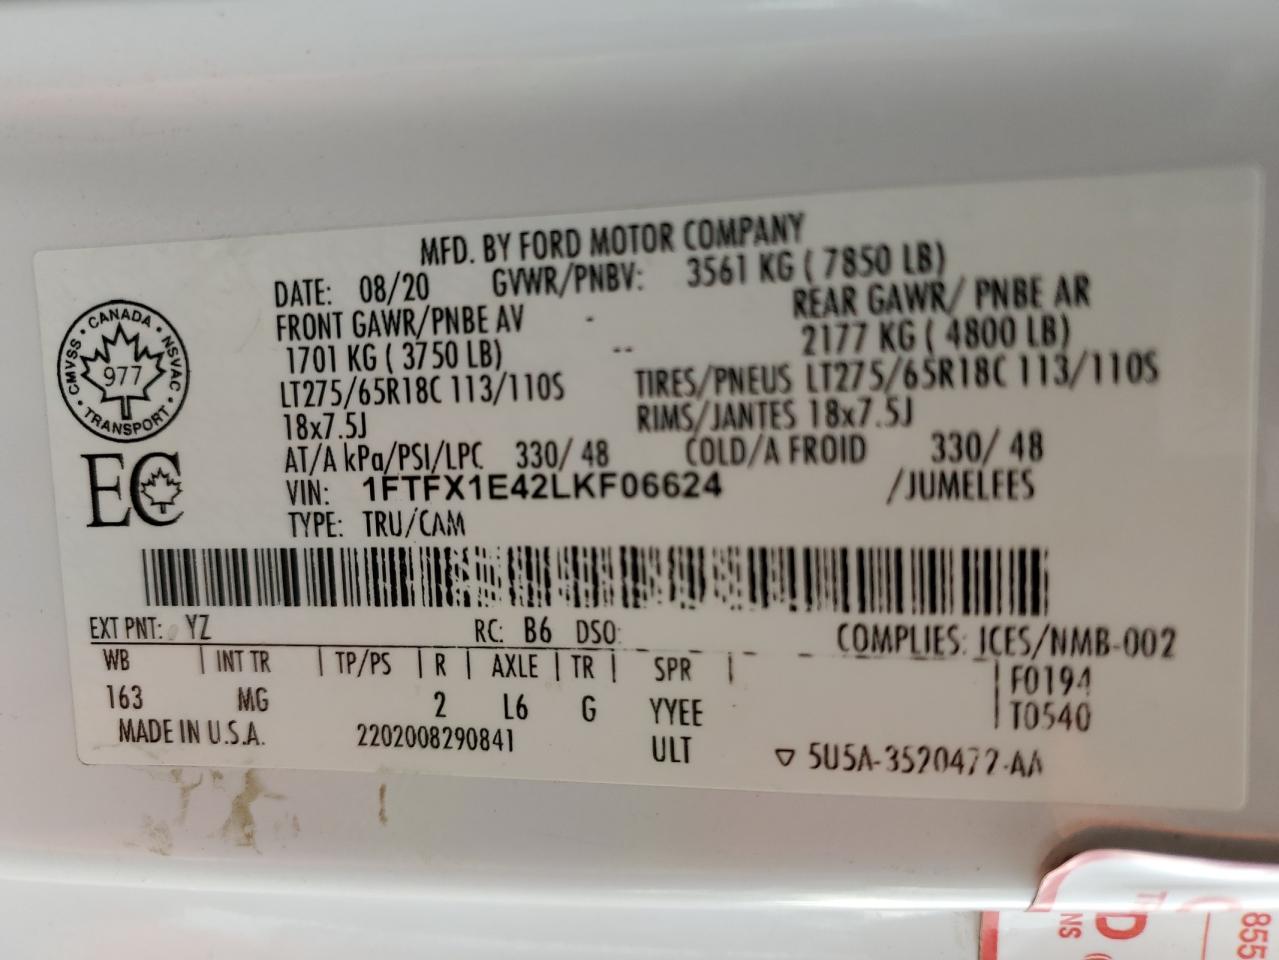 MFD. BY FORD MOTOR COMPANY
DATE: 08/20 GVWR/PNBV: 3561 KG ( 7850 LB)
FRONT GAWR/PNBE AV - REAR GAWR/ PNBE AR
1701 KG ( 3750 LB) -- 2177 KG ( 4800 LB)
LT275/65R18C 113/110S TIRES/PNEUS LT275/65R18C 113/110S
18x7.5J RIMS/JANTES 18x7.5J
AT/A kPa/PSI/LPC 330/ 48 COLD/A FROID 330/ 48
VIN: 1FTFX1E42LKF06624 /JUMELEES
TYPE: TRU/CAM
CANADA · NSVAC · TRANSPORT · CMVSS ·
977
EC
EXT PNT: YZ RC: B6 DSO: COMPLIES: ICES/NMB-002
WB | INT TR | TP/PS | R | AXLE | TR | SPR | F0194
163 MG 2 L6 G YYEE T0540
MADE IN U.S.A. 2202008290841 ULT ▽ 5U5A-3520472-AA
NS
D
855